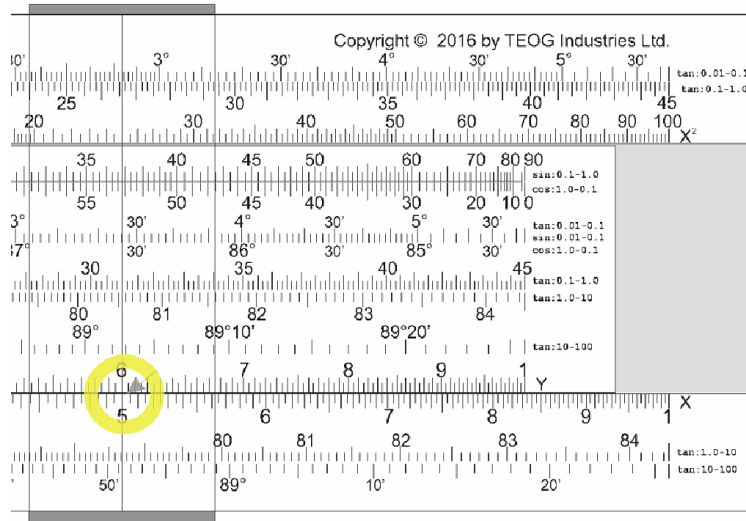 Copyright © 2016 by TEOG Industries Ltd.
30' 3° 30' 4° 30' 5° 30' tan:0.01-0.1
25 30 35 40 45 tan:0.1-1.0
20 30 40 50 60 70 80 90 100 X²
35 40 45 50 60 70 80 90 sin:0.1-1.0
55 50 45 40 30 20 10 0 cos:1.0-0.1
3° 30' 4° 30' 5° 30' tan:0.01-0.1
sin:0.01-0.1
87° 30' 86° 30' 85° 30' cos:1.0-0.1
30 35 40 45 tan:0.1-1.0
80 81 82 83 84 tan:1.0-10
89° 89°10' 89°20' tan:10-100
6 7 8 9 1 Y
5 6 7 8 9 1 X
80 81 82 83 84 tan:1.0-10
50' 89° 10' 20' tan:10-100